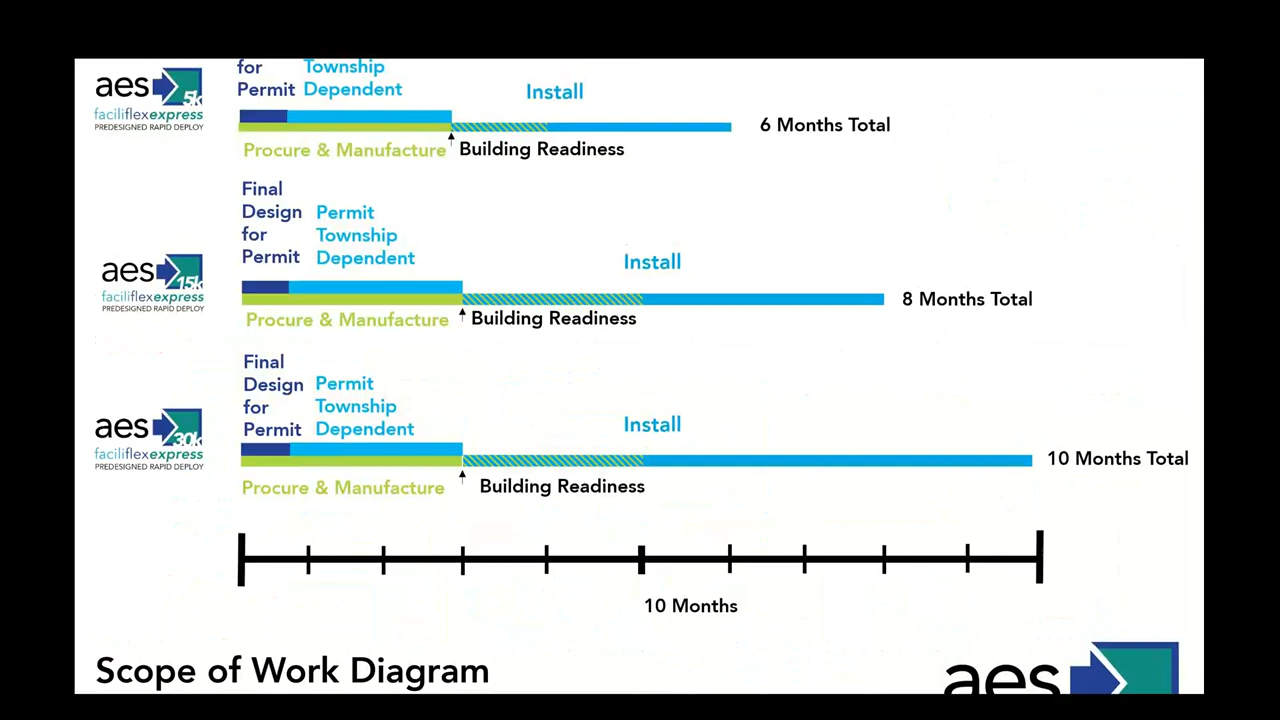 for Township
Permit Dependent
aes
5k
faciliflexexpress
PREDESIGNED RAPID DEPLOY
Install
6 Months Total
Procure & Manufacture
Building Readiness
Final
Design
for
Permit
Permit
Township
Dependent
aes
15k
faciliflexexpress
PREDESIGNED RAPID DEPLOY
Install
8 Months Total
Procure & Manufacture
Building Readiness
Final
Design
for
Permit
Permit
Township
Dependent
aes
30k
faciliflexexpress
PREDESIGNED RAPID DEPLOY
Install
10 Months Total
Procure & Manufacture
Building Readiness
10 Months
Scope of Work Diagram
aes